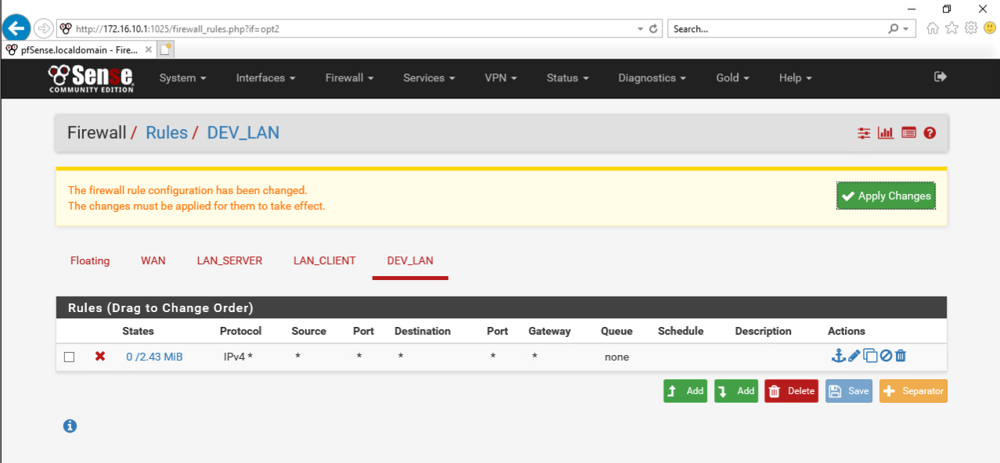 http://172.16.10.1:1025/firewall_rules.php?if=opt2
Search...
pfSense.localdomain - Fire...
Sense
COMMUNITY EDITION
System
Interfaces
Firewall
Services
VPN
Status
Diagnostics
Gold
Help
Firewall / Rules / DEV_LAN
The firewall rule configuration has been changed.
The changes must be applied for them to take effect.
Apply Changes
Floating
WAN
LAN_SERVER
LAN_CLIENT
DEV_LAN
Rules (Drag to Change Order)
States Protocol Source Port Destination Port Gateway Queue Schedule Description Actions
0 /2.43 MiB IPv4 * * * * * * none
Add
Add
Delete
Save
Separator